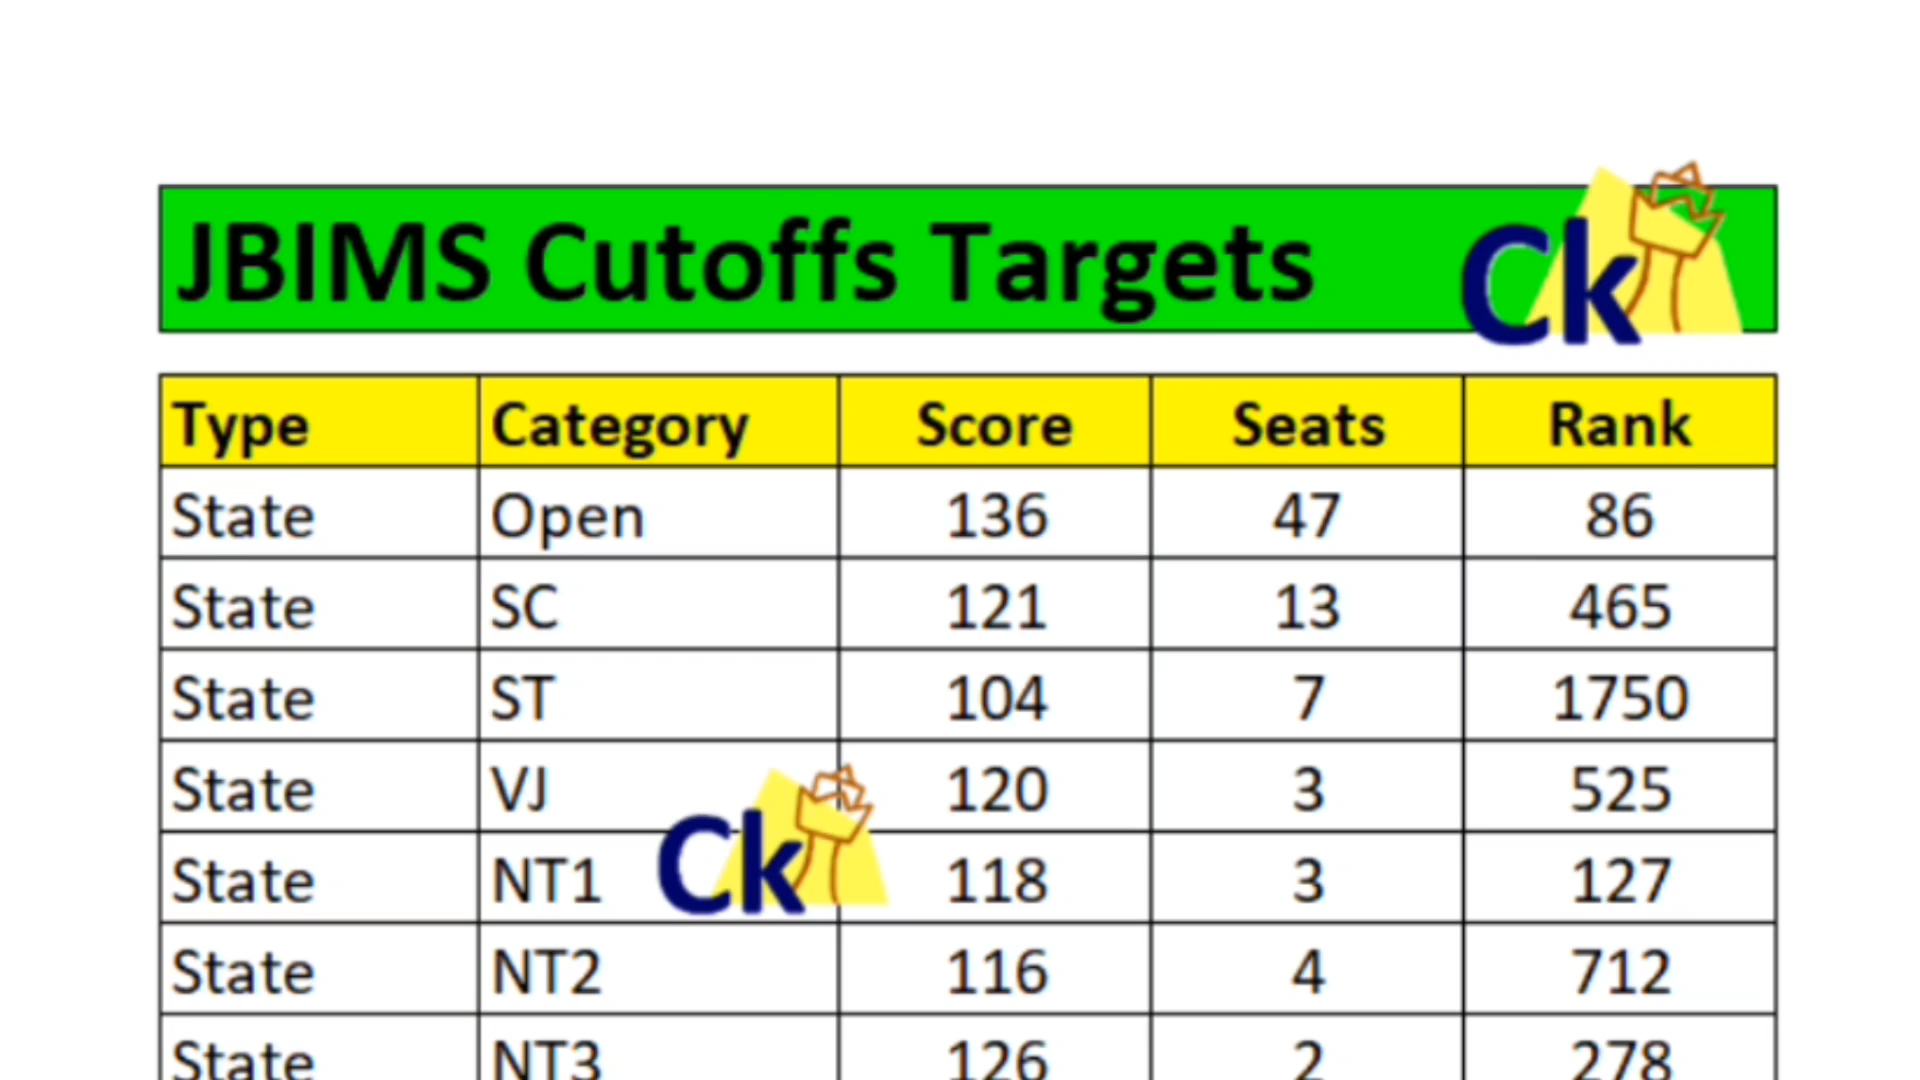 JBIMS Cutoffs Targets Ck
Type Category Score Seats Rank
State Open 136 47 86
State SC 121 13 465
State ST 104 7 1750
State VJ 120 3 525
Ck
State NT1 118 3 127
State NT2 116 4 712
State NT3 126 2 278